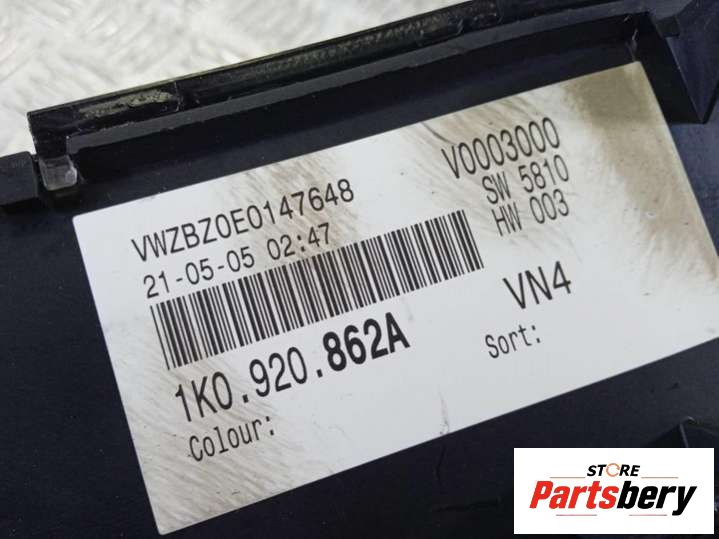 VWZBZ0E0147648
21-05-05 02:47
V0003000
SW 5810
HW 003
1K0.920.862A
VN4
Colour:
Sort:
STORE
Partsbery